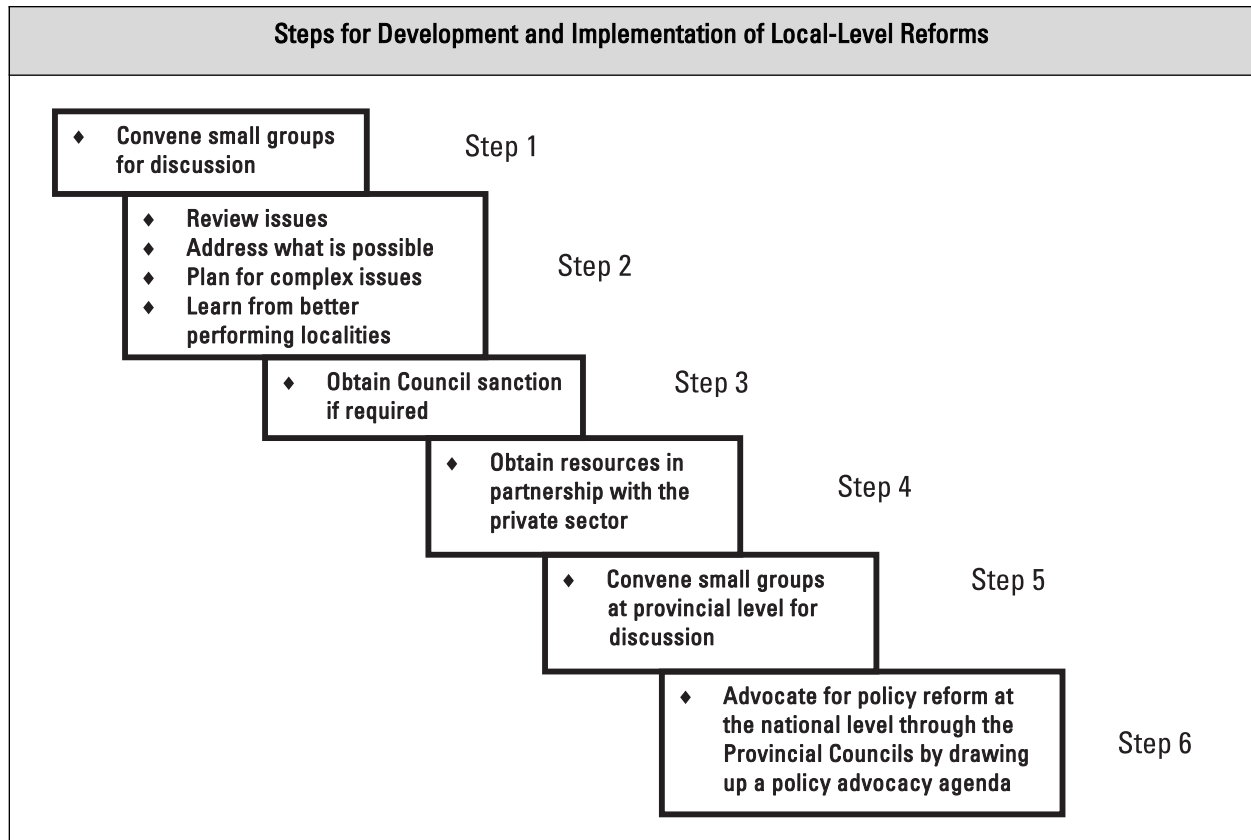 Steps for Development and Implementation of Local-Level Reforms
♦ Convene small groups
for discussion
Step 1
♦ Review issues
♦ Address what is possible
♦ Plan for complex issues
♦ Learn from better
performing localities
Step 2
♦ Obtain Council sanction
if required
Step 3
♦ Obtain resources in
partnership with the
private sector
Step 4
♦ Convene small groups
at provincial level for
discussion
Step 5
♦ Advocate for policy reform at
the national level through the
Provincial Councils by drawing
up a policy advocacy agenda
Step 6